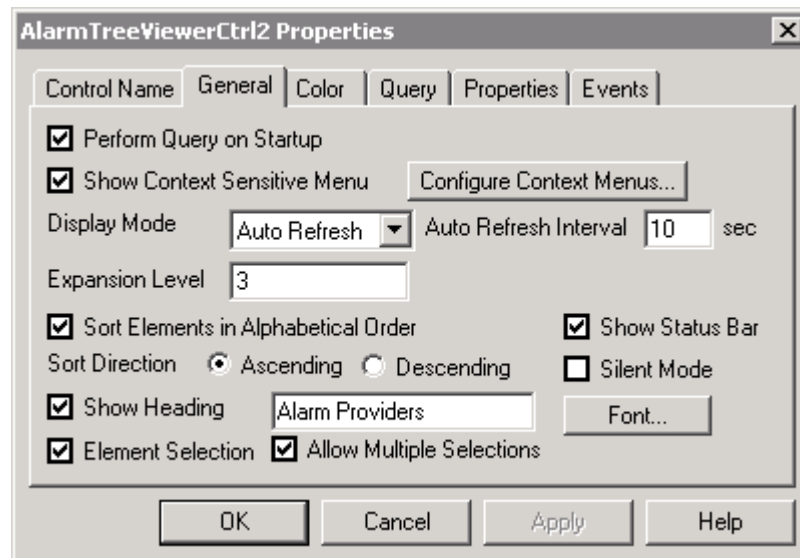 AlarmTreeViewerCtrl2 Properties
Control Name General Color Query Properties Events
Perform Query on Startup
Show Context Sensitive Menu Configure Context Menus...
Display Mode Auto Refresh Auto Refresh Interval 10 sec
Expansion Level 3
Sort Elements in Alphabetical Order Show Status Bar
Sort Direction Ascending Descending Silent Mode
Show Heading Alarm Providers Font...
Element Selection Allow Multiple Selections
OK Cancel Apply Help